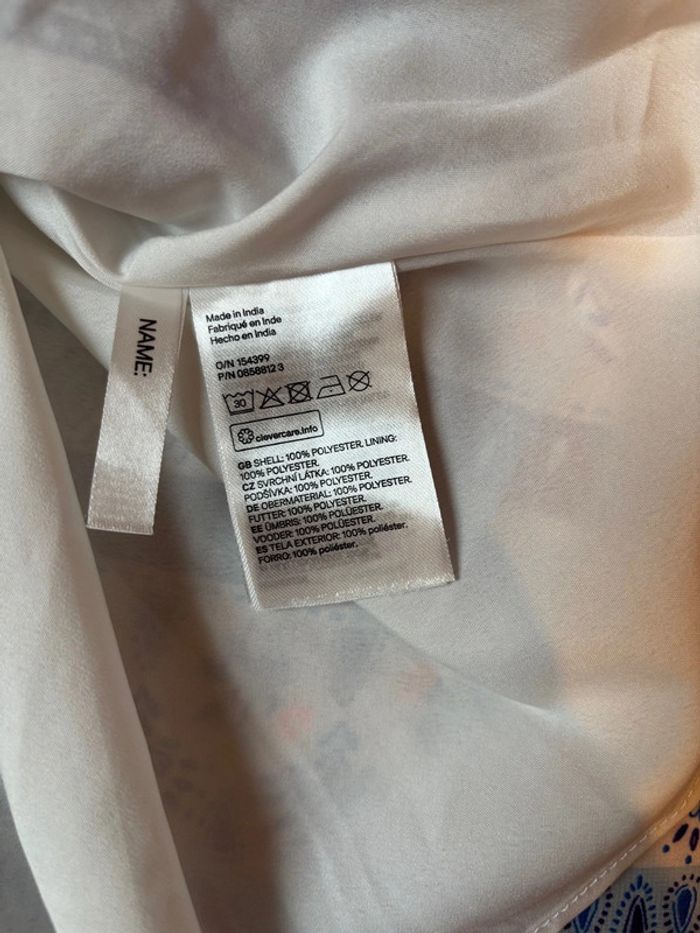 NAME:
Made in India
Fabriqué en Inde
Hecho en India
O/N 154399
P/N 0858812 3
30
clevercare.info
GB SHELL: 100% POLYESTER. LINING:
100% POLYESTER.
CZ SVRCHNÍ LÁTKA: 100% POLYESTER.
PODŠÍVKA: 100% POLYESTER.
DE OBERMATERIAL: 100% POLYESTER.
FUTTER: 100% POLYESTER.
EE ÜMBRIS: 100% POLÜESTER.
VOODER: 100% POLÜESTER.
ES TELA EXTERIOR: 100% poliéster.
FORRO: 100% poliéster.